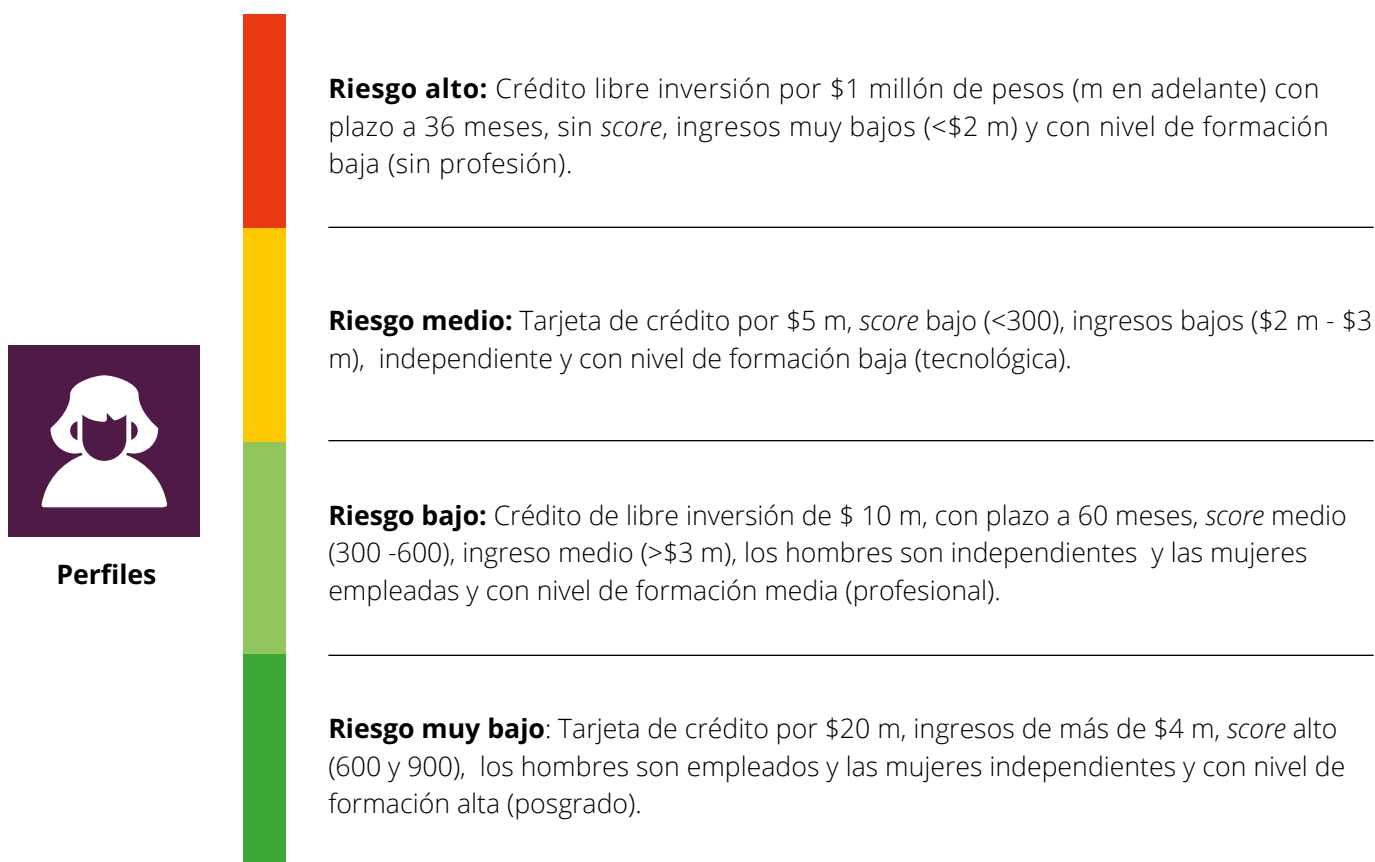 Riesgo alto: Crédito libre inversión por $1 millón de pesos (m en adelante) con
plazo a 36 meses, sin score, ingresos muy bajos (<$2 m) y con nivel de formación
baja (sin profesión).
Riesgo medio: Tarjeta de crédito por $5 m, score bajo (<300), ingresos bajos ($2 m - $3
m),  independiente y con nivel de formación baja (tecnológica).
Perfiles
Riesgo bajo: Crédito de libre inversión de $ 10 m, con plazo a 60 meses, score medio
(300 -600), ingreso medio (>$3 m), los hombres son independientes  y las mujeres
empleadas y con nivel de formación media (profesional).
Riesgo muy bajo: Tarjeta de crédito por $20 m, ingresos de más de $4 m, score alto
(600 y 900),  los hombres son empleados y las mujeres independientes y con nivel de
formación alta (posgrado).